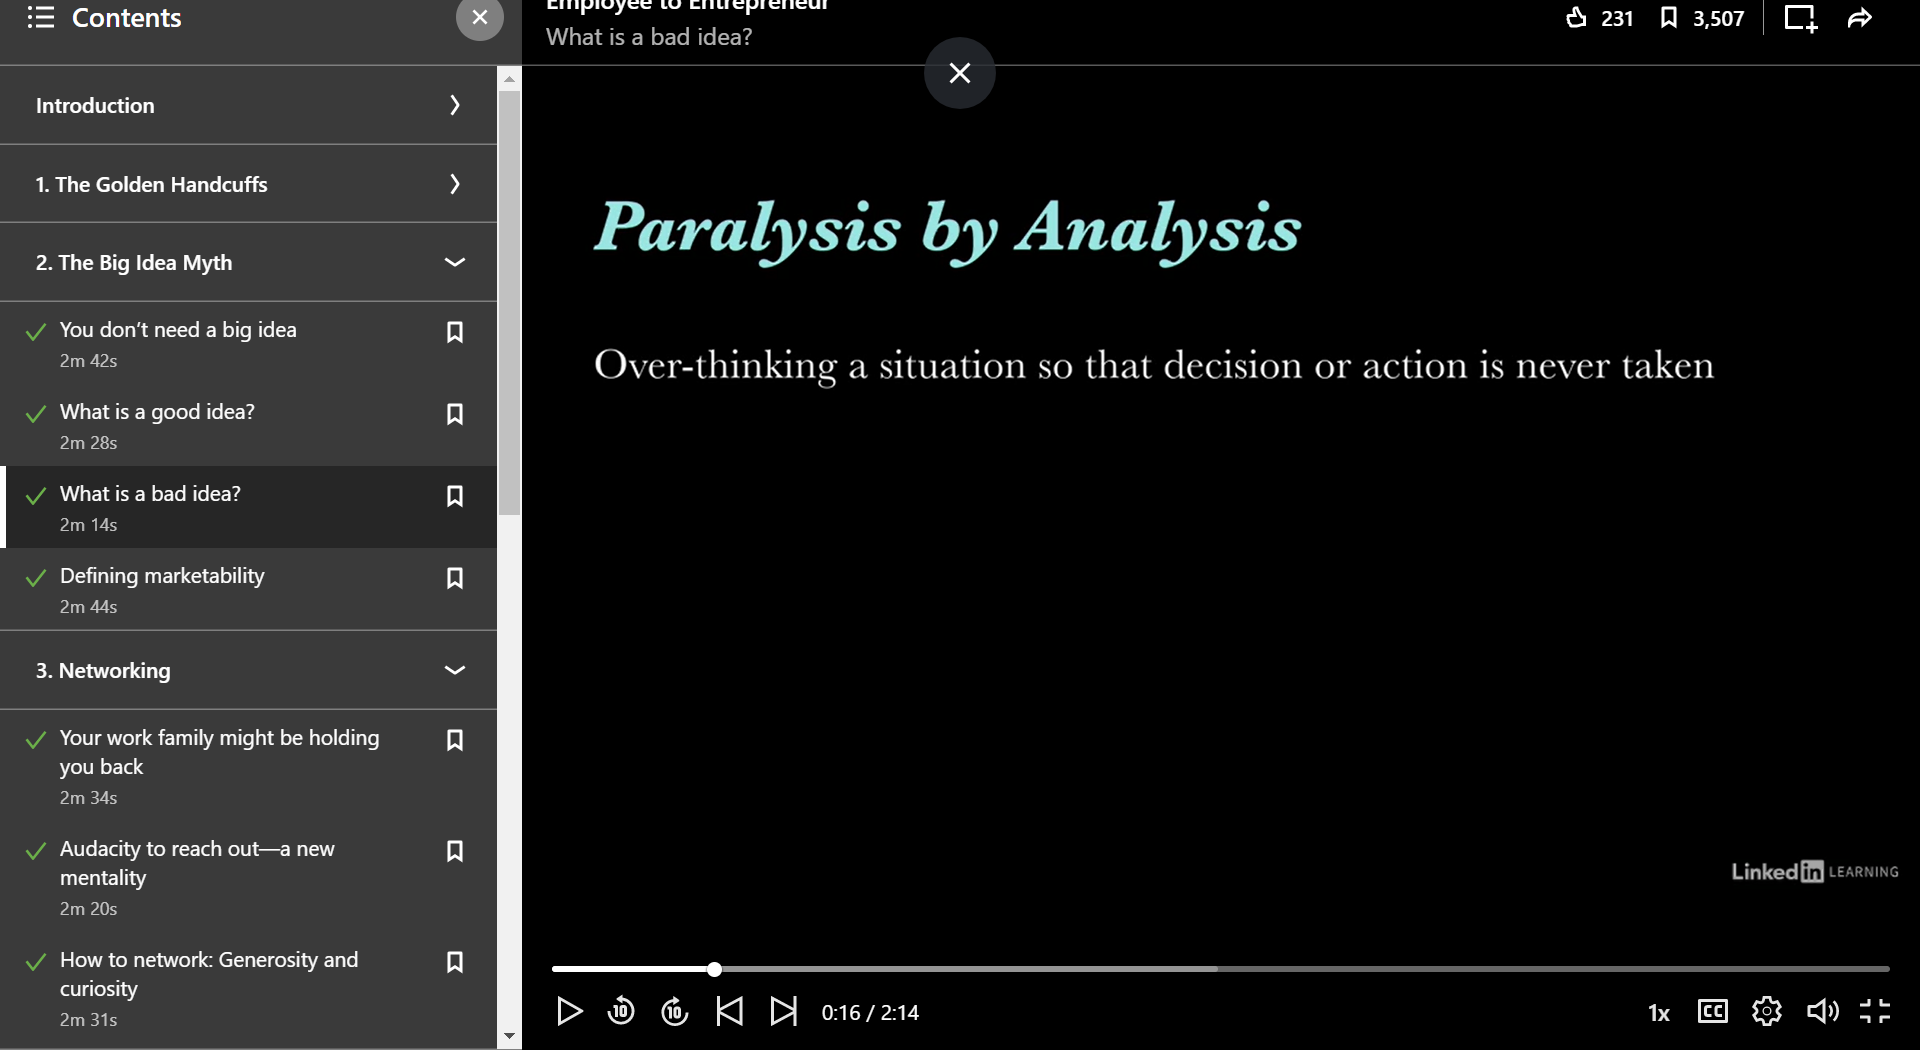 Contents
Introduction
1. The Golden Handcuffs
2. The Big Idea Myth
You don’t need a big idea
2m 42s
What is a good idea?
2m 28s
What is a bad idea?
2m 14s
Defining marketability
2m 44s
3. Networking
Your work family might be holding
you back
2m 34s
Audacity to reach out—a new
mentality
2m 20s
How to network: Generosity and
curiosity
2m 31s
Employee to Entrepreneur
What is a bad idea?
231
3,507
Paralysis by Analysis
Over-thinking a situation so that decision or action is never taken
Linkedin LEARNING
10
10
0:16 / 2:14
1x
CC